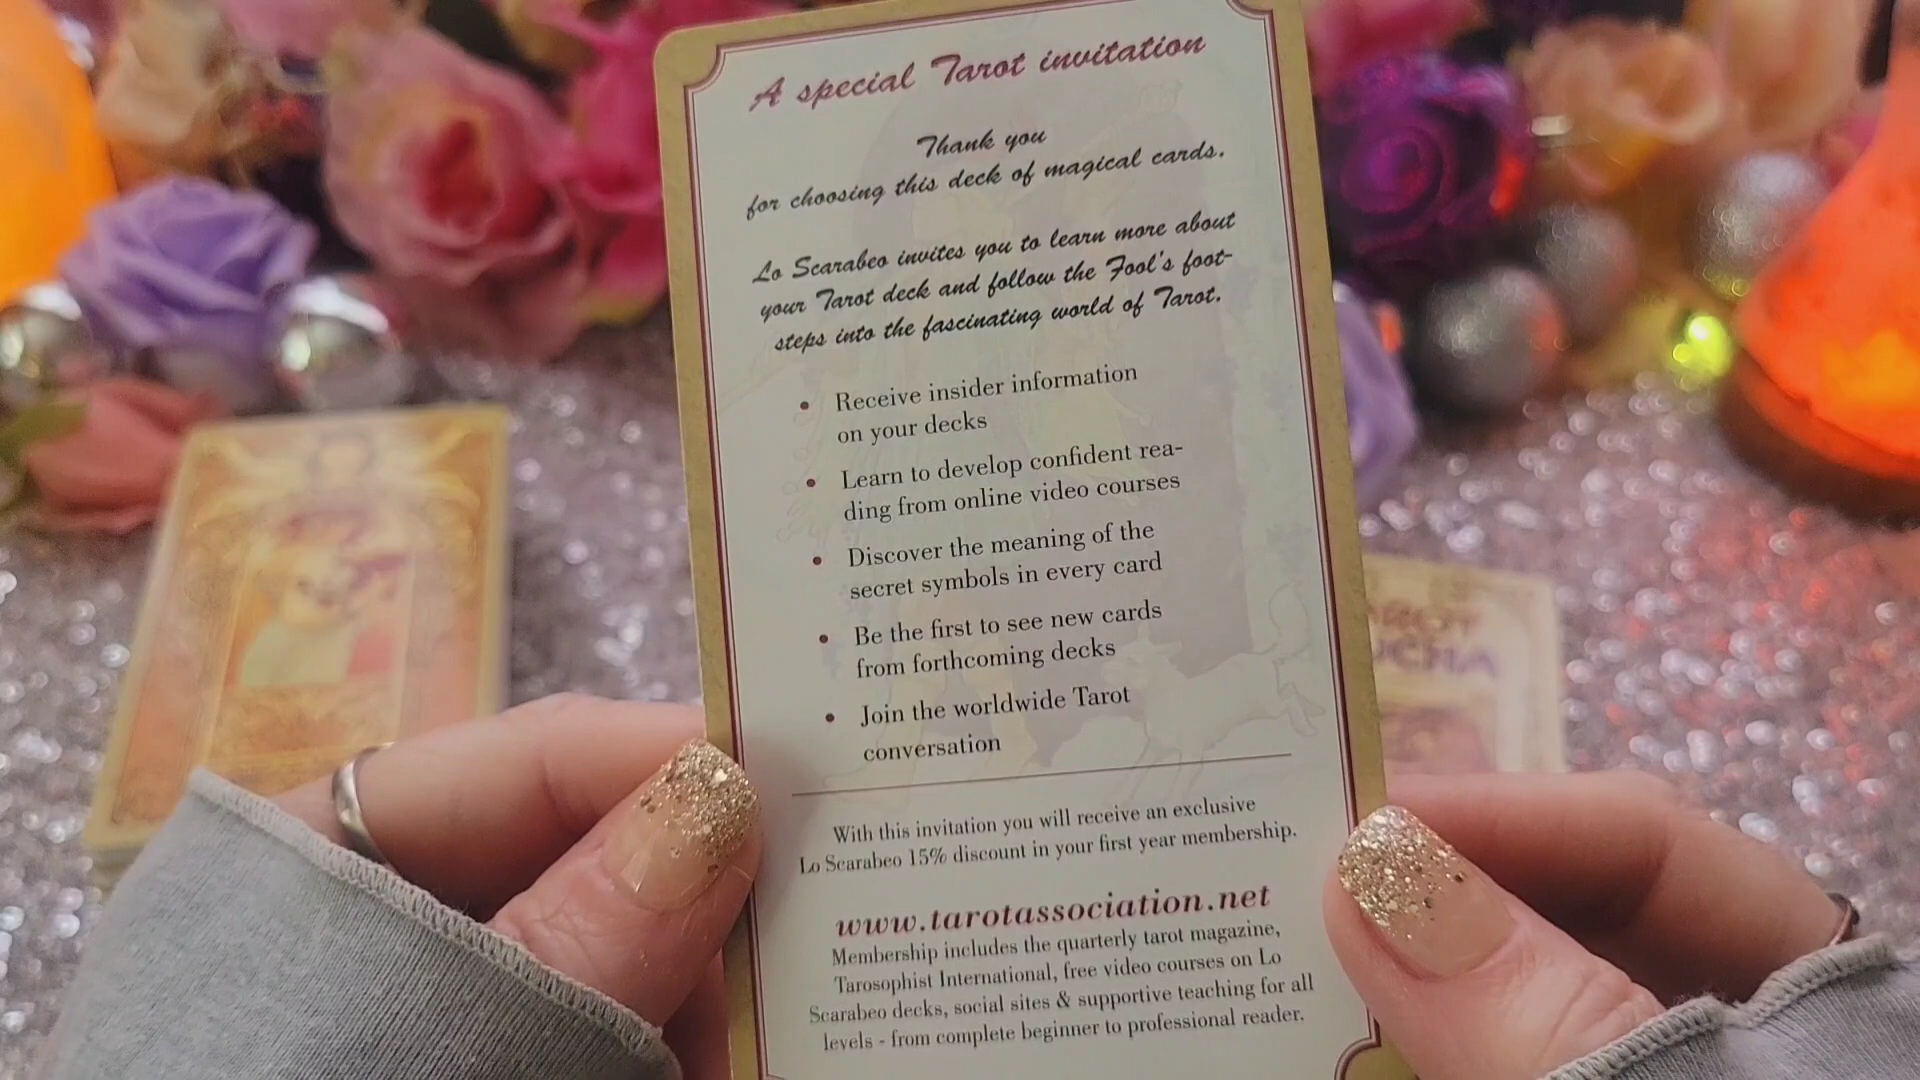 A special Tarot invitation
Thank you
for choosing this deck of magical cards.
Lo Scarabeo invites you to learn more about
your Tarot deck and follow the Fool's foot-
steps into the fascinating world of Tarot.
• Receive insider information
on your decks
• Learn to develop confident rea-
ding from online video courses
• Discover the meaning of the
secret symbols in every card
• Be the first to see new cards
from forthcoming decks
• Join the worldwide Tarot
conversation
With this invitation you will receive an exclusive
Lo Scarabeo 15% discount in your first year membership.
www.tarotassociation.net
Membership includes the quarterly tarot magazine,
Tarosophist International, free video courses on Lo
Scarabeo decks, social sites & supportive teaching for all
levels - from complete beginner to professional reader.